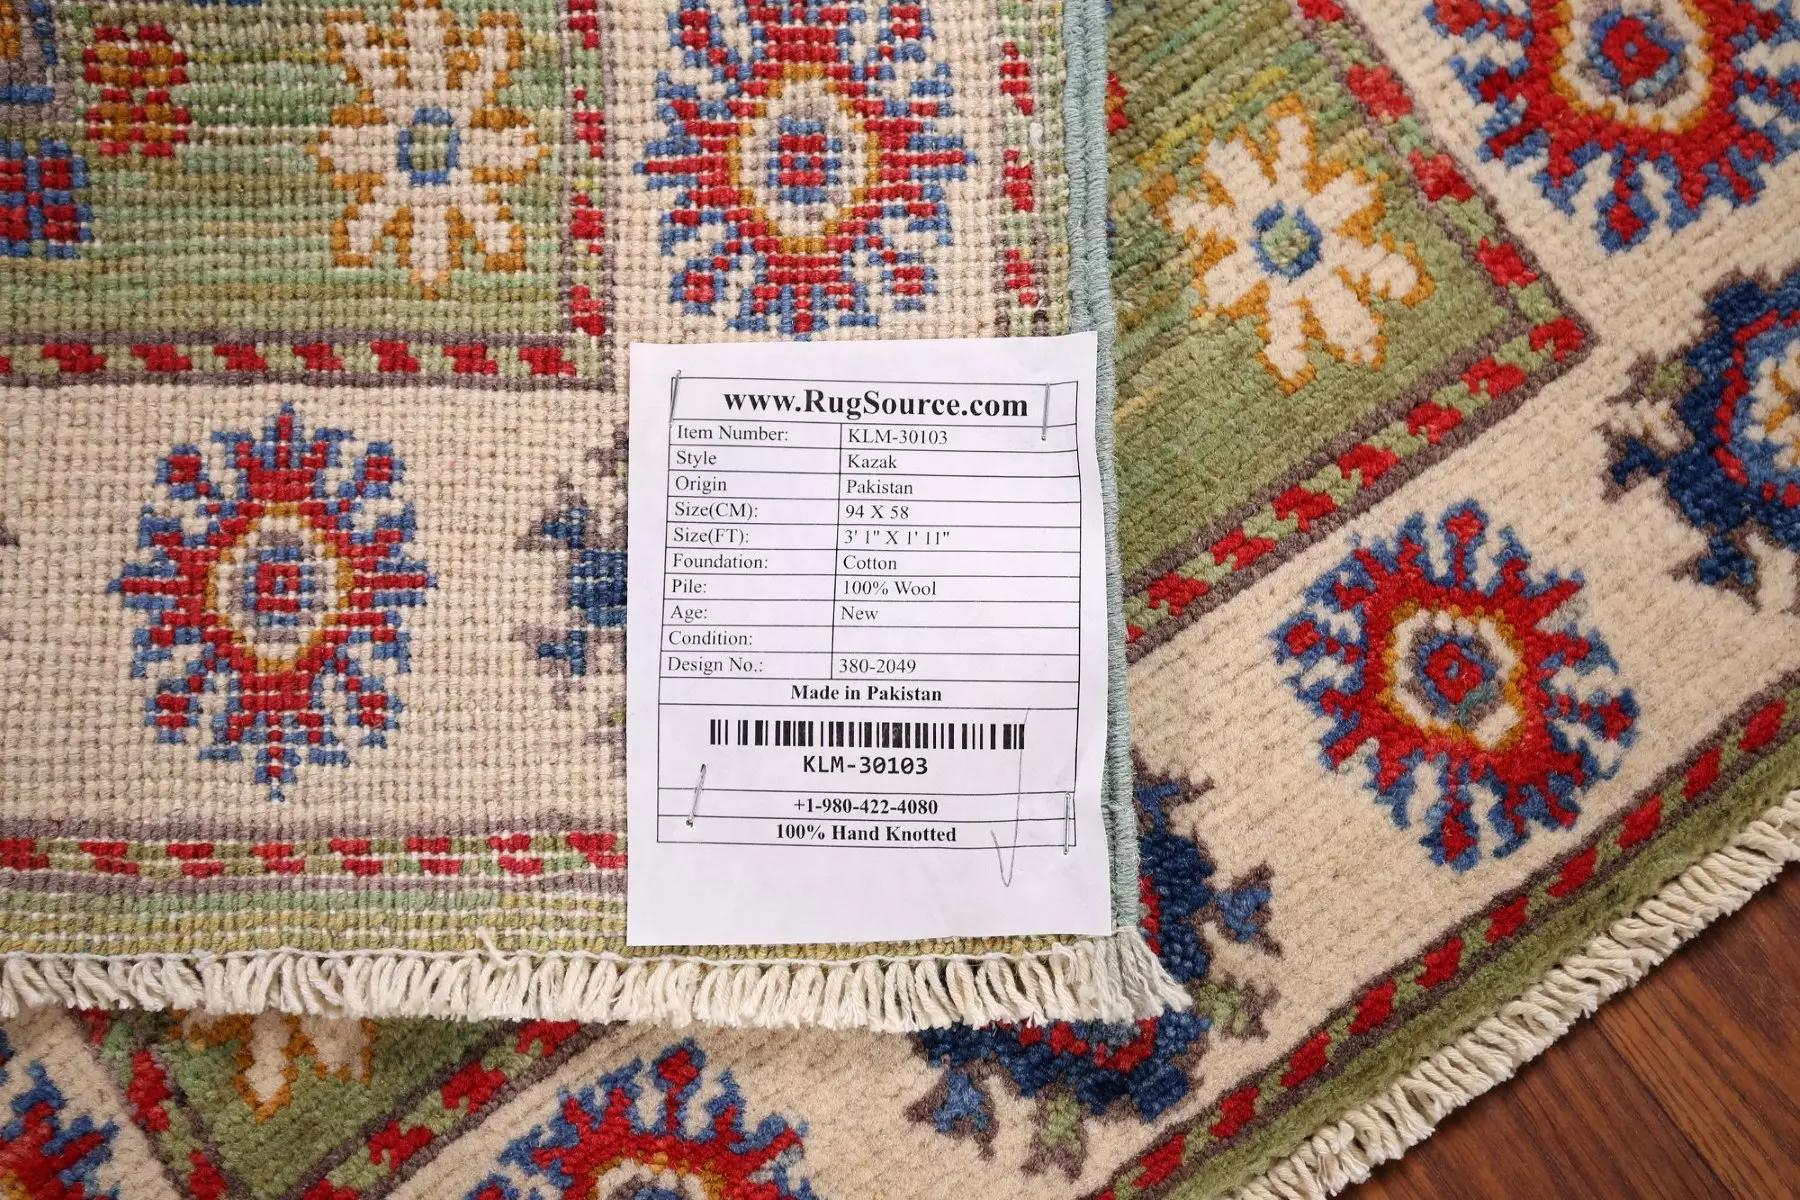 www.RugSource.com
Item Number: KLM-30103
Style Kazak
Origin Pakistan
Size(CM): 94 X 58
Size(FT): 3' 1" X 1' 11"
Foundation: Cotton
Pile: 100% Wool
Age: New
Condition:
Design No.: 380-2049
Made in Pakistan
KLM-30103
+1-980-422-4080
100% Hand Knotted